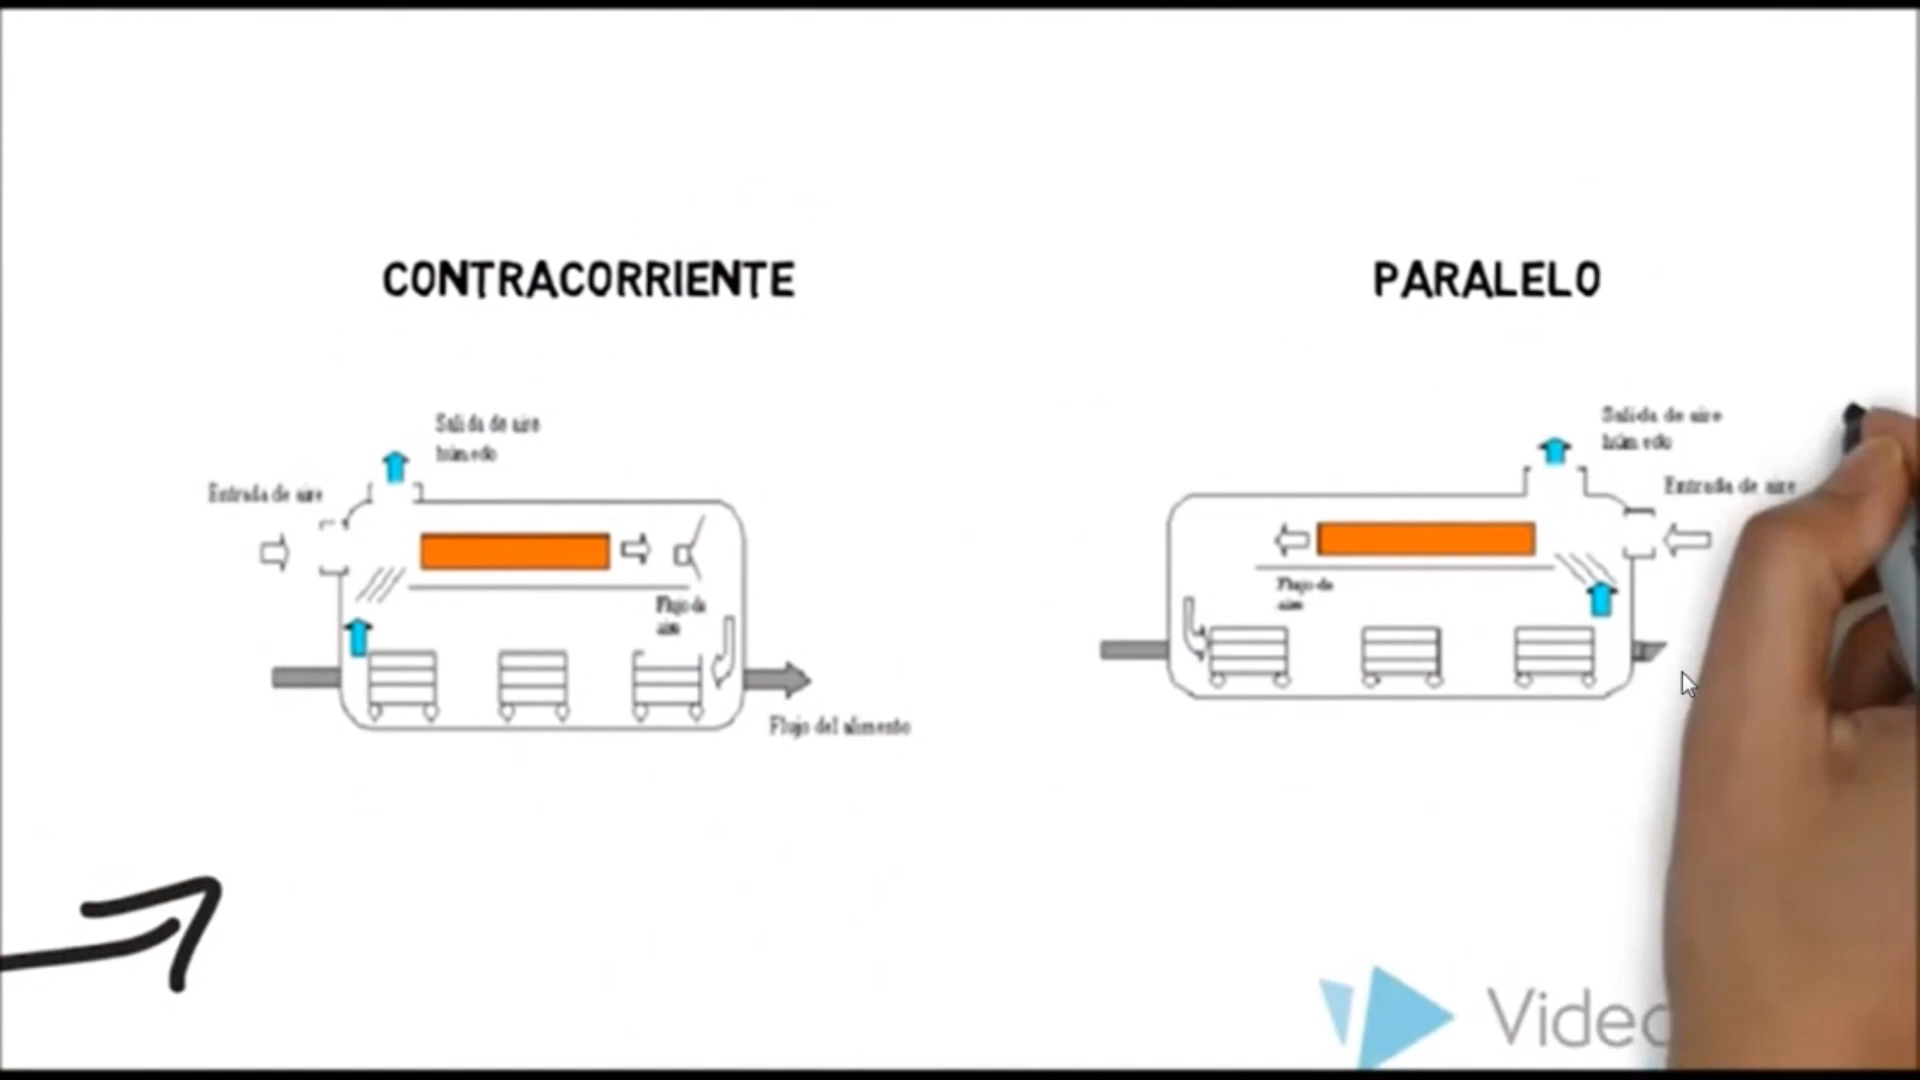 CONTRACORRIENTE
PARALELO
Salida de aire
húmedo
Entrada de aire
Flujo de
aire
Flujo del alimento
Salida de aire
húmedo
Entrada de aire
Flujo de
aire